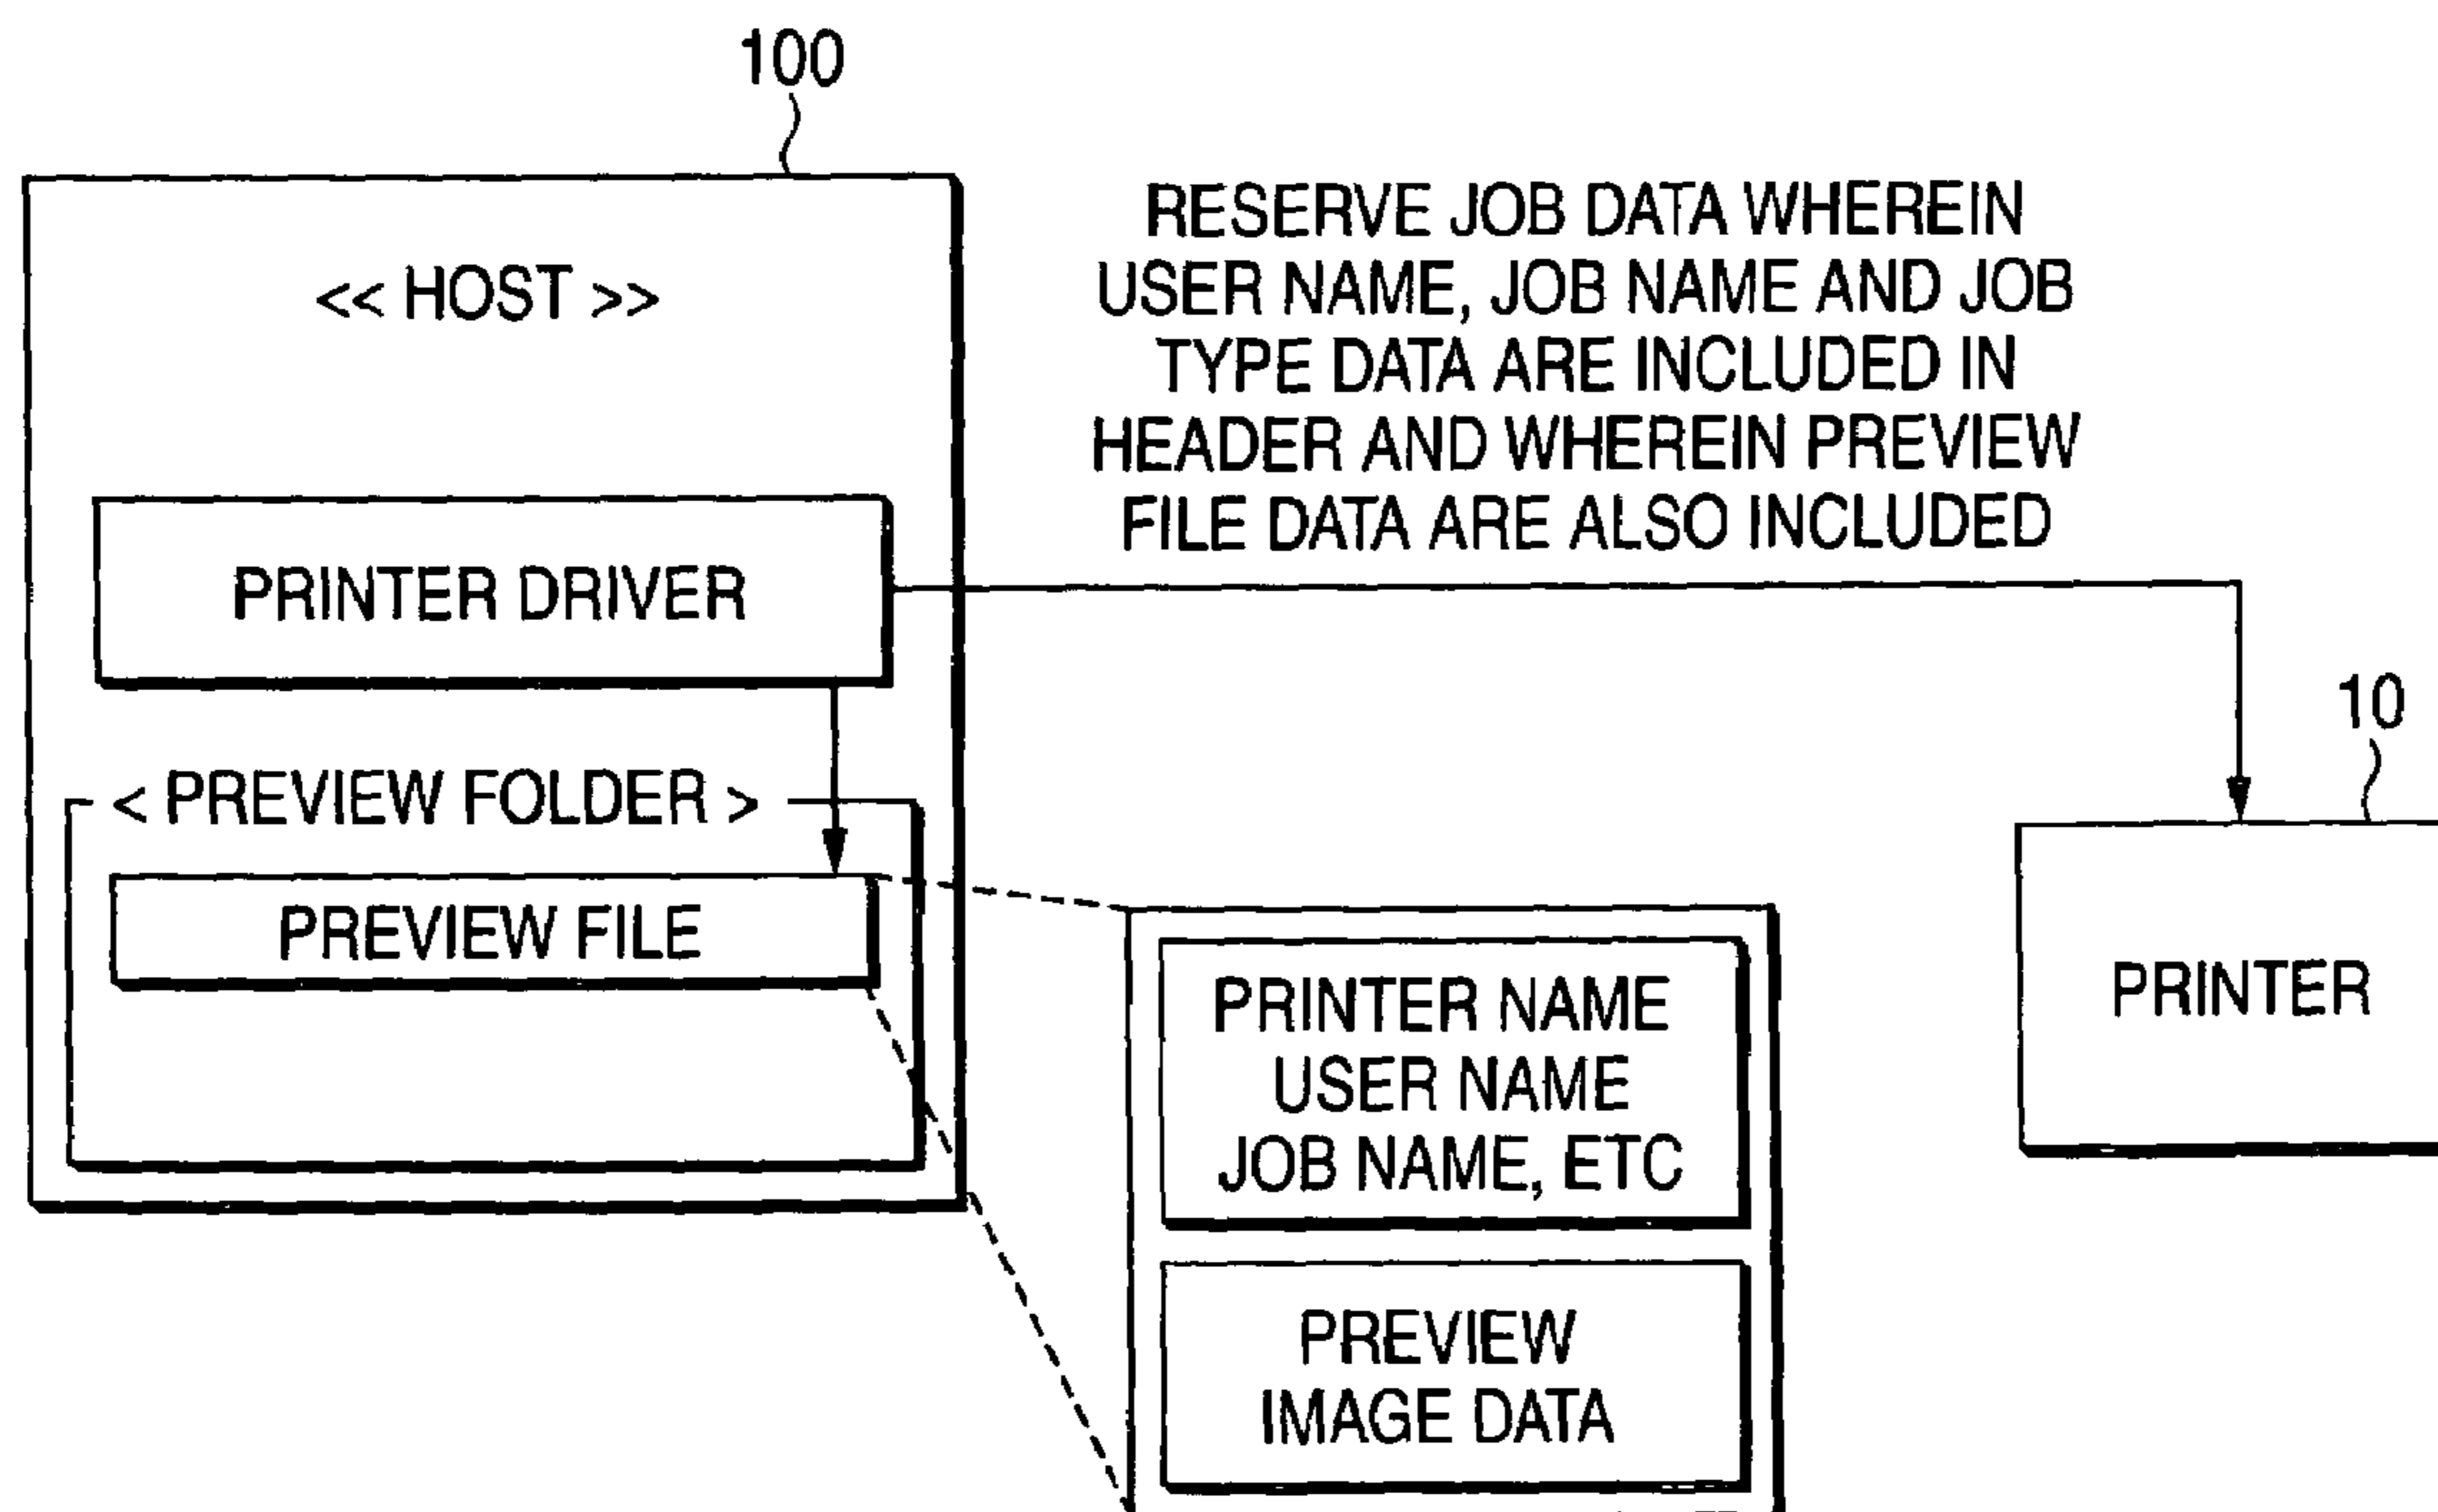 100
<< HOST >>
RESERVE JOB DATA WHEREIN
USER NAME, JOB NAME AND JOB
TYPE DATA ARE INCLUDED IN
HEADER AND WHEREIN PREVIEW
FILE DATA ARE ALSO INCLUDED
PRINTER DRIVER
< PREVIEW FOLDER >
PREVIEW FILE
10
PRINTER
PRINTER NAME
USER NAME
JOB NAME, ETC
PREVIEW
IMAGE DATA